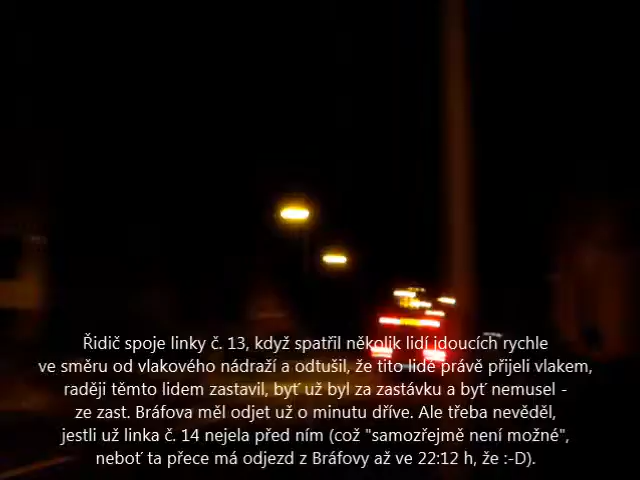 Řidič spoje linky č. 13, když spatřil několik lidí jdoucích rychle
ve směru od vlakového nádraží a odtušil, že tito lidé právě přijeli vlakem,
raději těmto lidem zastavil, byť už byl za zastávku a byť nemusel -
ze zast. Bráfova měl odjet už o minutu dříve. Ale třeba nevěděl,
jestli už linka č. 14 nejela před ním (což "samozřejmě není možné",
neboť ta přece má odjezd z Bráfovy až ve 22:12 h, že :-D).